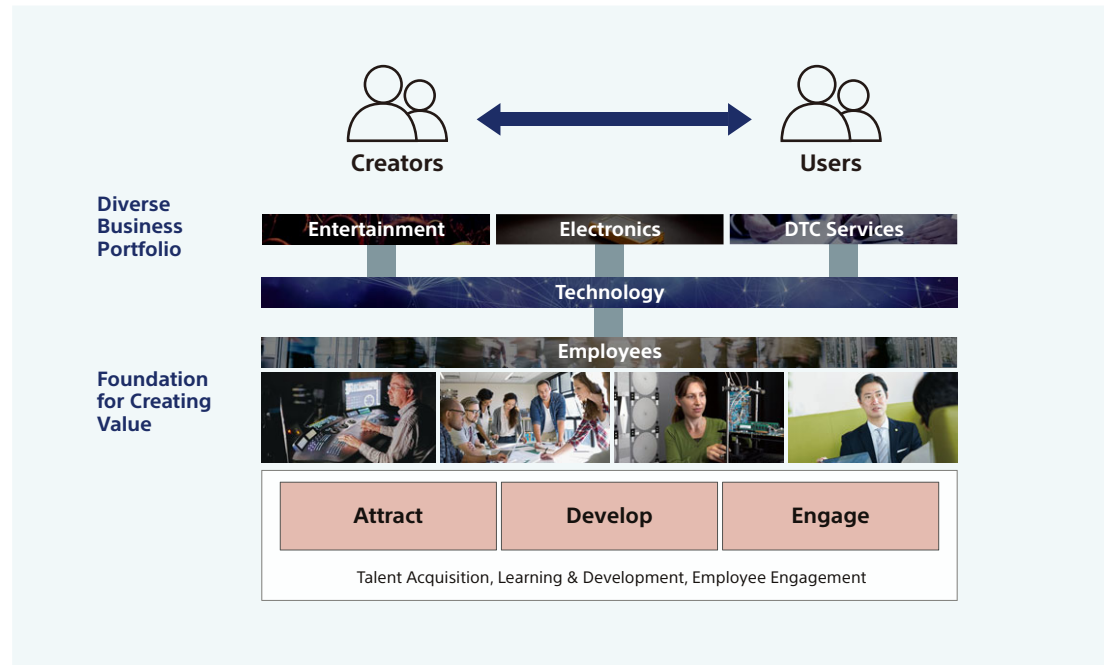 Creators
Users
Diverse
Business
Portfolio
Entertainment
Electronics
DTC Services
Technology
Employees
Foundation
for Creating
Value
Attract
Develop
Engage
Talent Acquisition, Learning & Development, Employee Engagement